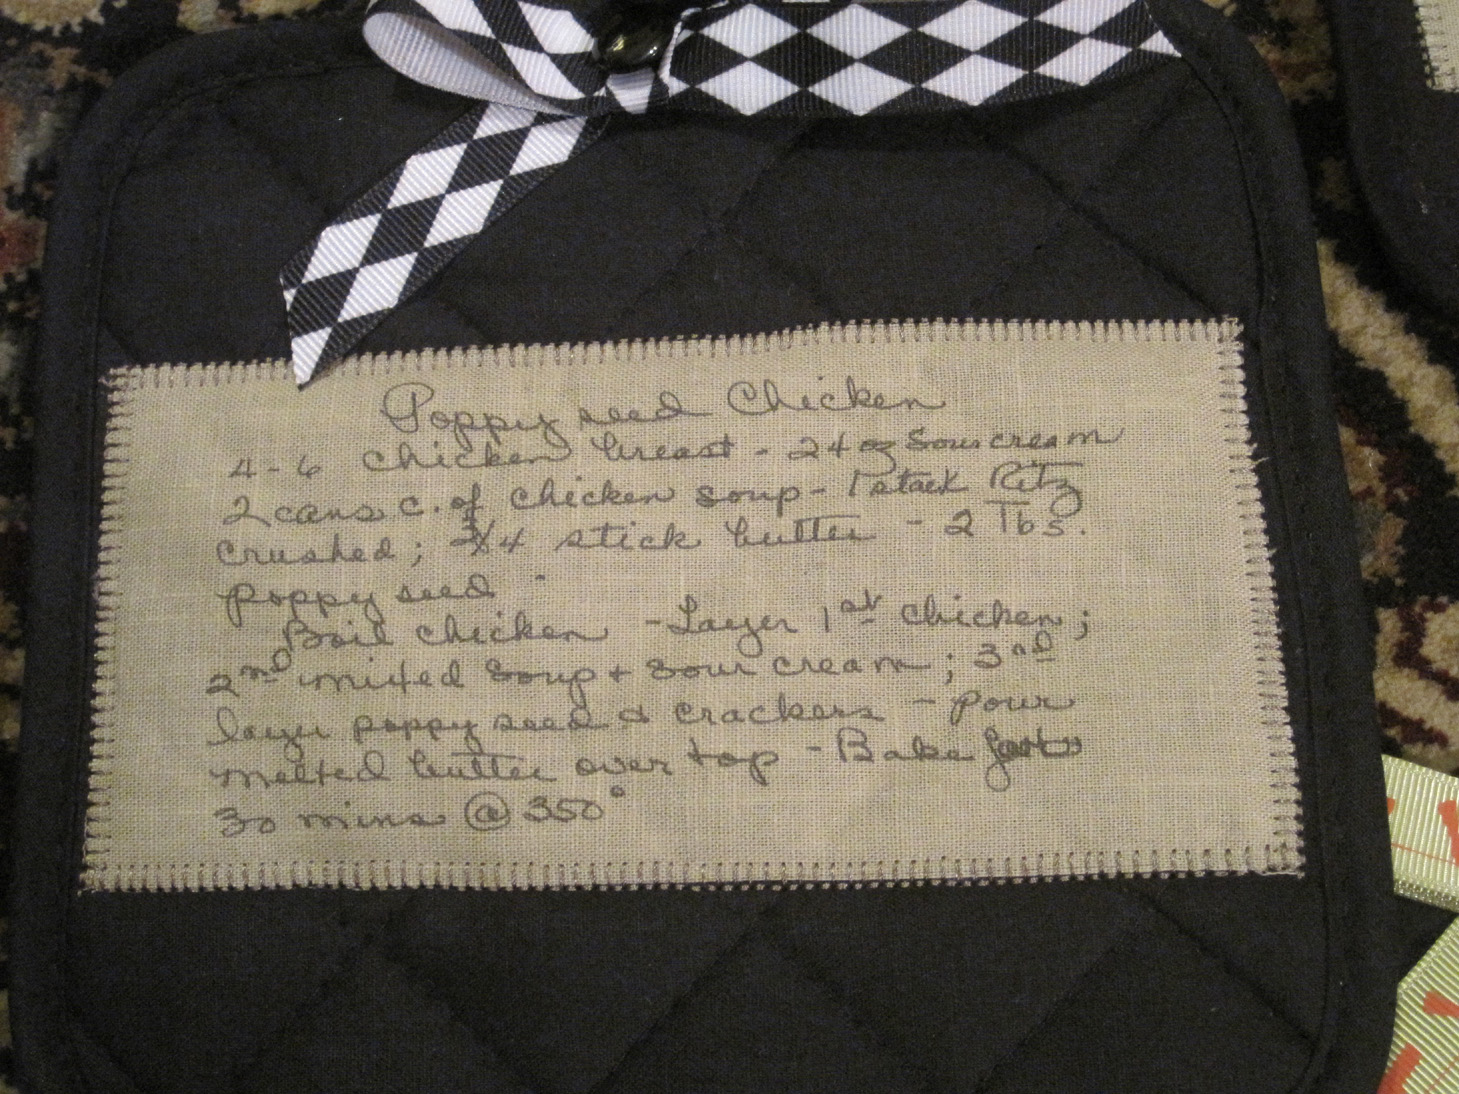 Poppy seed Chicken
4-6 chicken breast - 24 oz Sour cream
2 cans c. of chicken soup - 1 stack Ritz
crushed; 3/4 stick butter - 2 Tbs.
poppy seed
Boil chicken - Layer 1st chicken;
2nd mixed soup + sour cream; 3rd
layer poppy seed & crackers - pour
melted butter over top - Bake
30 mins @ 350°